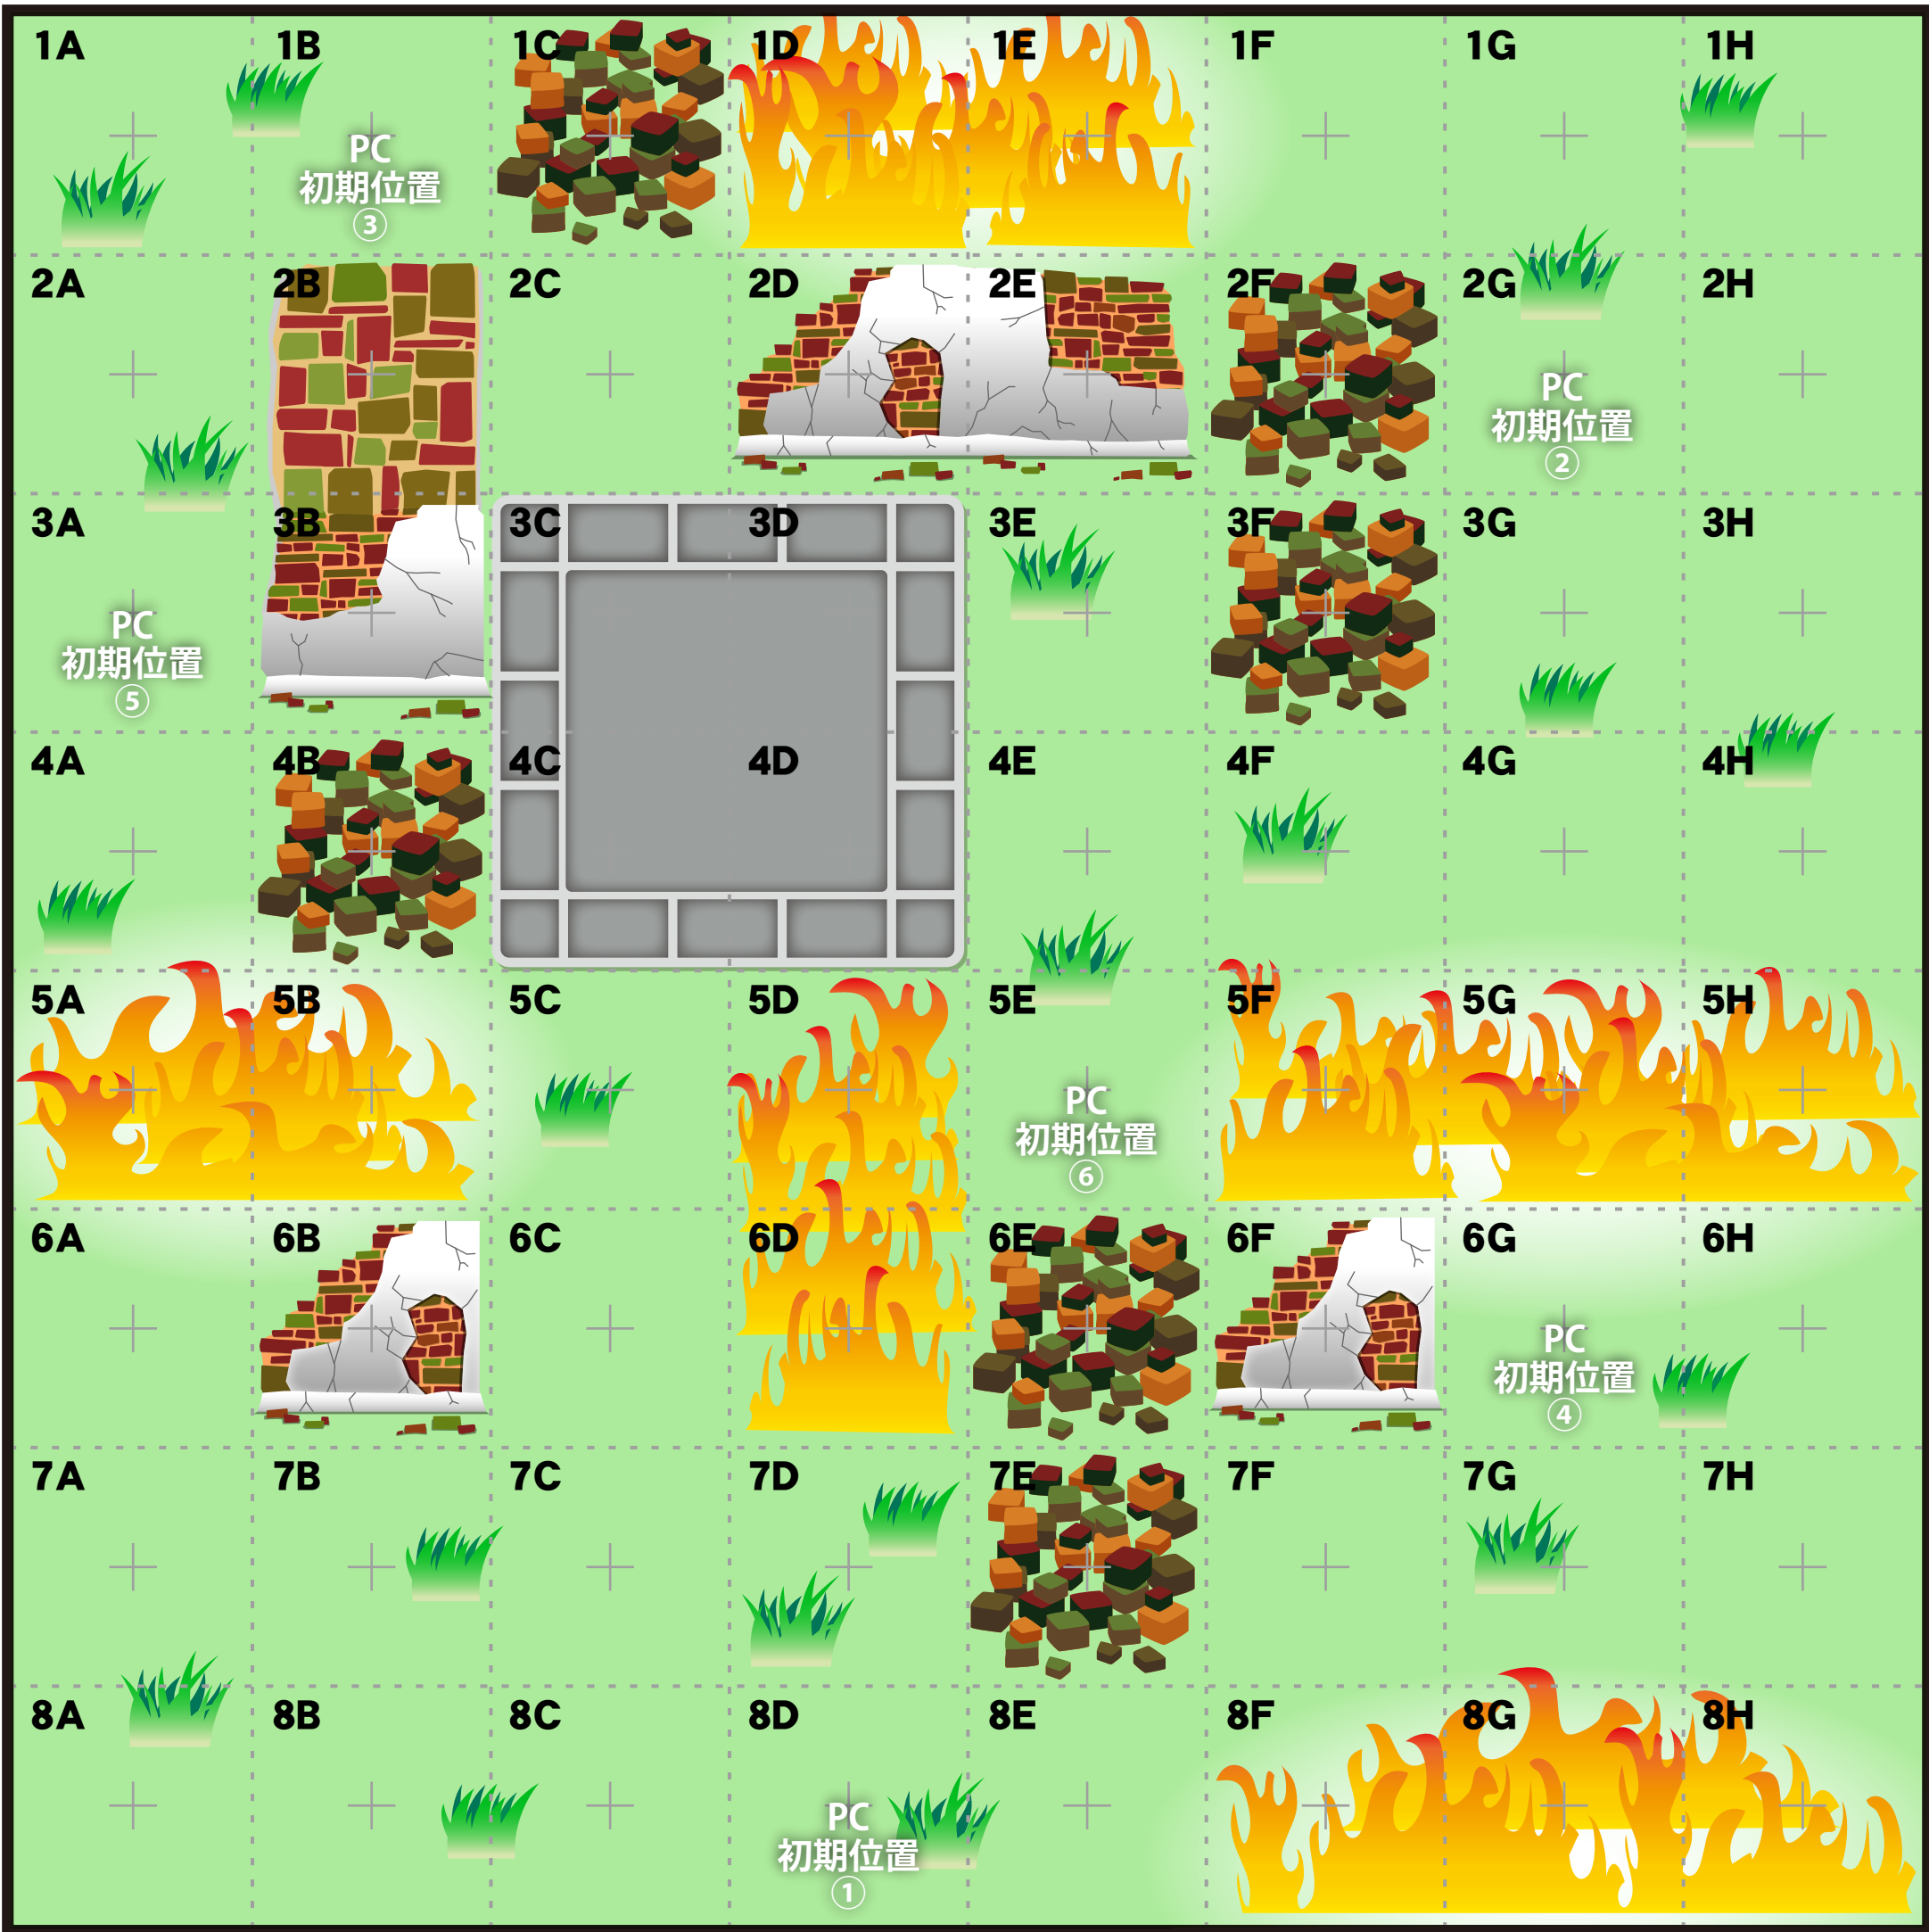 1A
1B
1C
1D
1E
1F
1G
1H
PC
初期位置
③
2A
2B
2C
2D
2E
2F
2G
2H
PC
初期位置
②
3A
3B
3C
3D
3E
3F
3G
3H
PC
初期位置
⑤
4A
4B
4C
4D
4E
4F
4G
4H
5A
5B
5C
5D
5E
5F
5G
5H
PC
初期位置
⑥
6A
6B
6C
6D
6E
6F
6G
6H
PC
初期位置
④
7A
7B
7C
7D
7E
7F
7G
7H
8A
8B
8C
8D
8E
8F
8G
8H
PC
初期位置
①